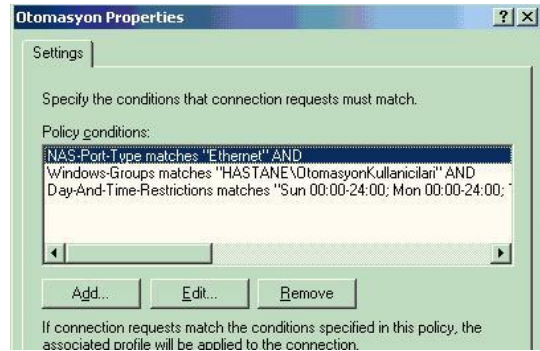 Otomasyon Properties
Settings
Specify the conditions that connection requests must match.
Policy conditions:
NAS-Port-Type matches "Ethernet" AND
Windows-Groups matches "HASTANE\OtomasyonKullanicilari" AND
Day-And-Time-Restrictions matches "Sun 00:00-24:00; Mon 00:00-24:00;
Add...
Edit...
Remove
If connection requests match the conditions specified in this policy, the
associated profile will be applied to the connection.